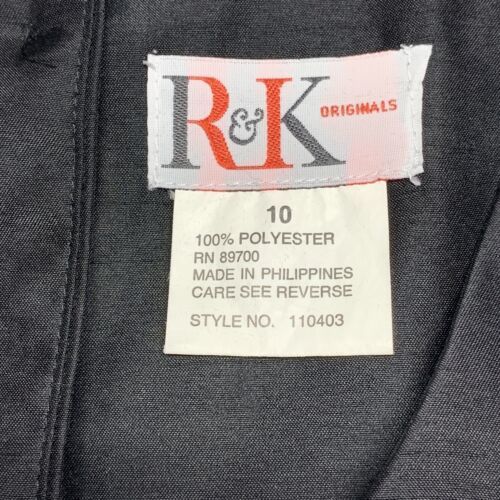 R&K ORIGINALS
10
100% POLYESTER
RN 89700
MADE IN PHILIPPINES
CARE SEE REVERSE
STYLE NO. 110403